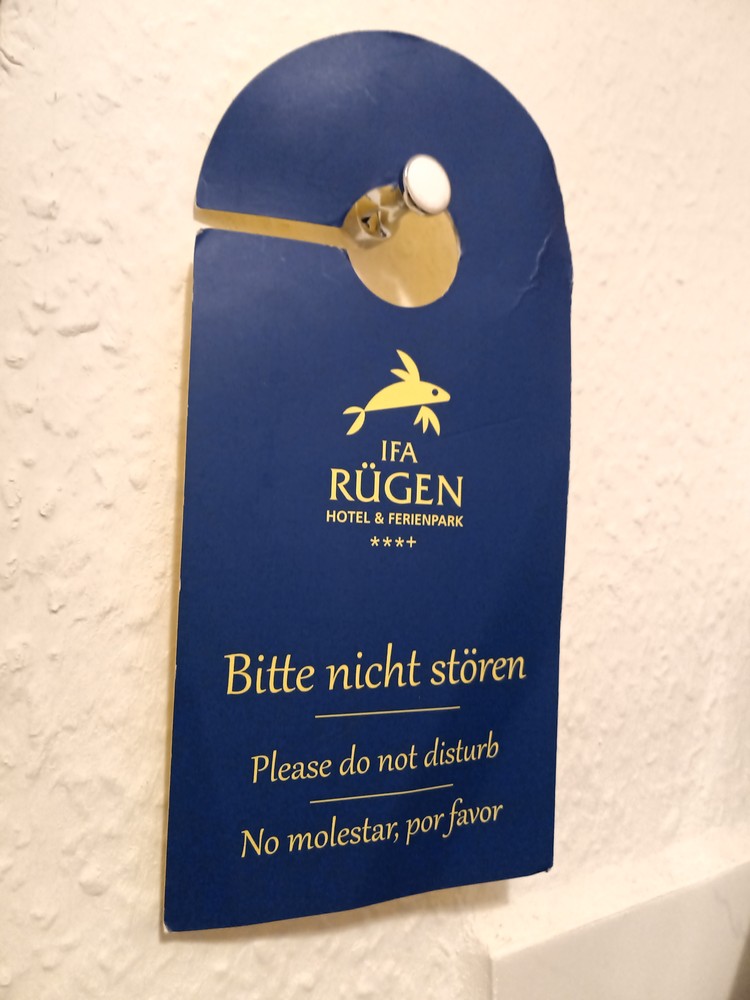 IFA
RÜGEN
HOTEL & FERIENPARK
***+
Bitte nicht stören
Please do not disturb
No molestar, por favor